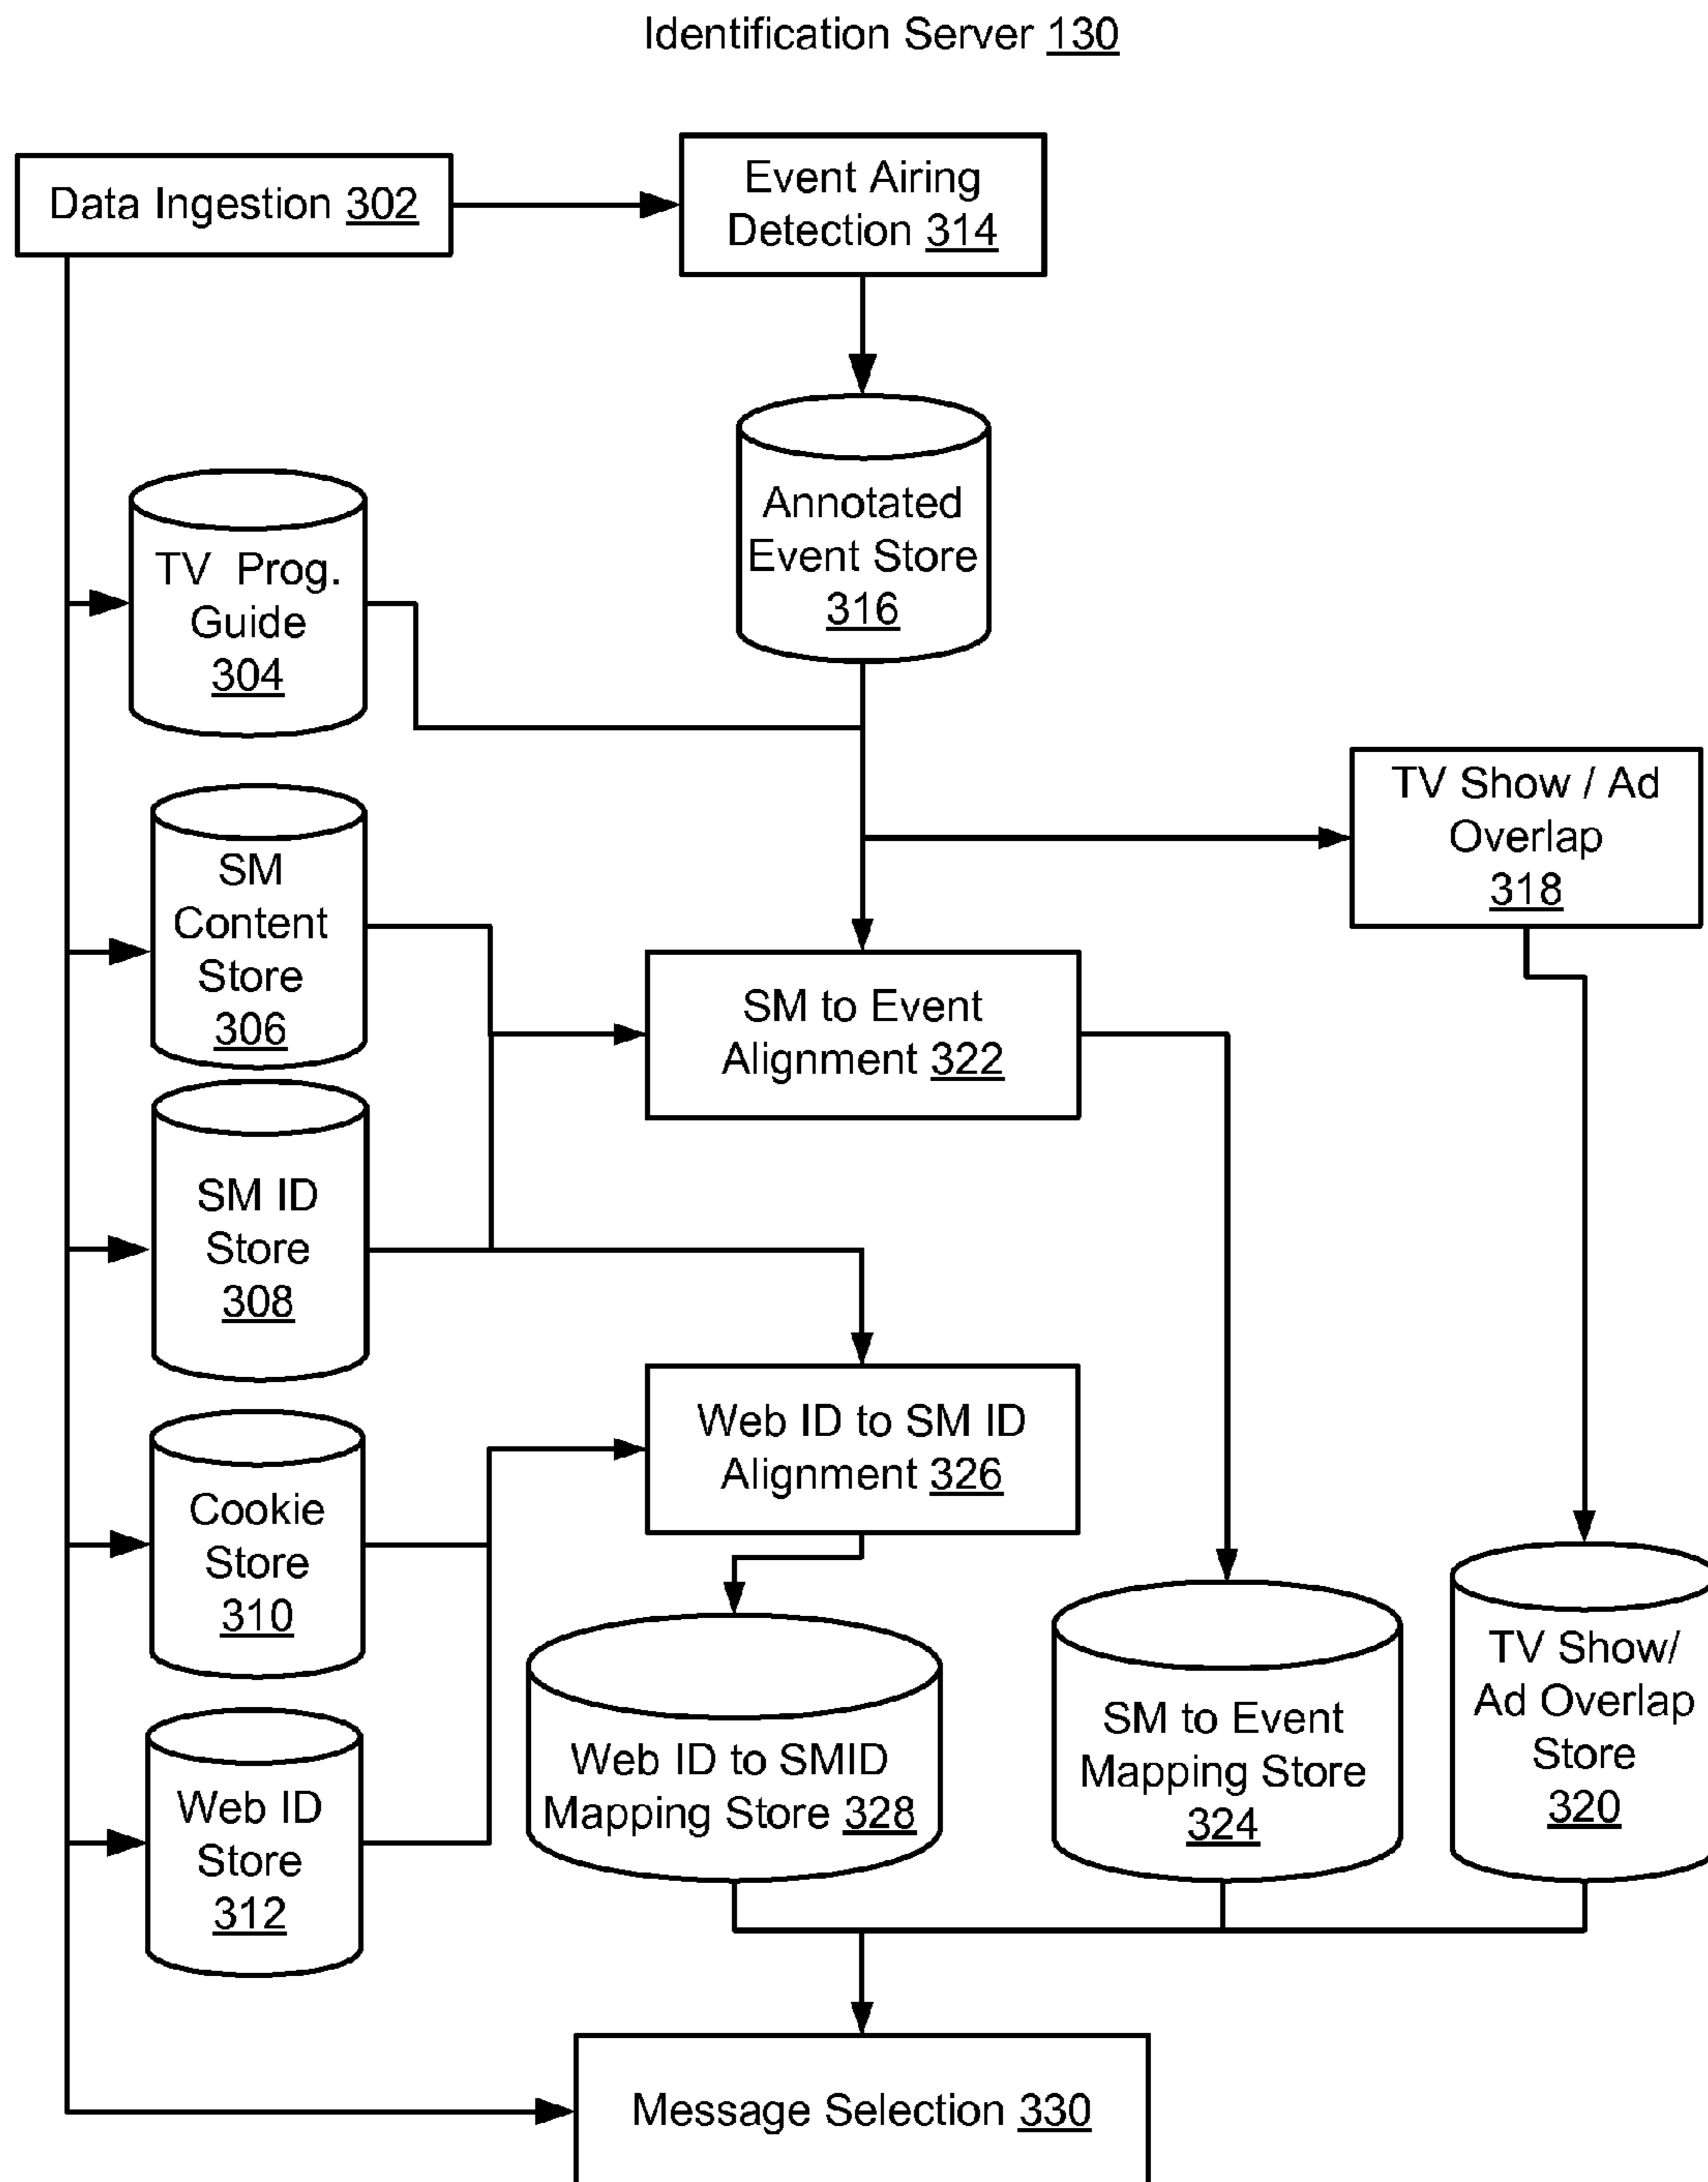 Identification Server 130
Data Ingestion 302
Event Airing
Detection 314
Annotated
Event Store
316
TV Prog.
Guide
304
TV Show / Ad
Overlap
318
SM
Content
Store
306
SM to Event
Alignment 322
SM ID
Store
308
Web ID to SM ID
Alignment 326
Cookie
Store
310
TV Show/
Ad Overlap
Store
320
SM to Event
Mapping Store
324
Web ID to SMID
Mapping Store 328
Web ID
Store
312
Message Selection 330